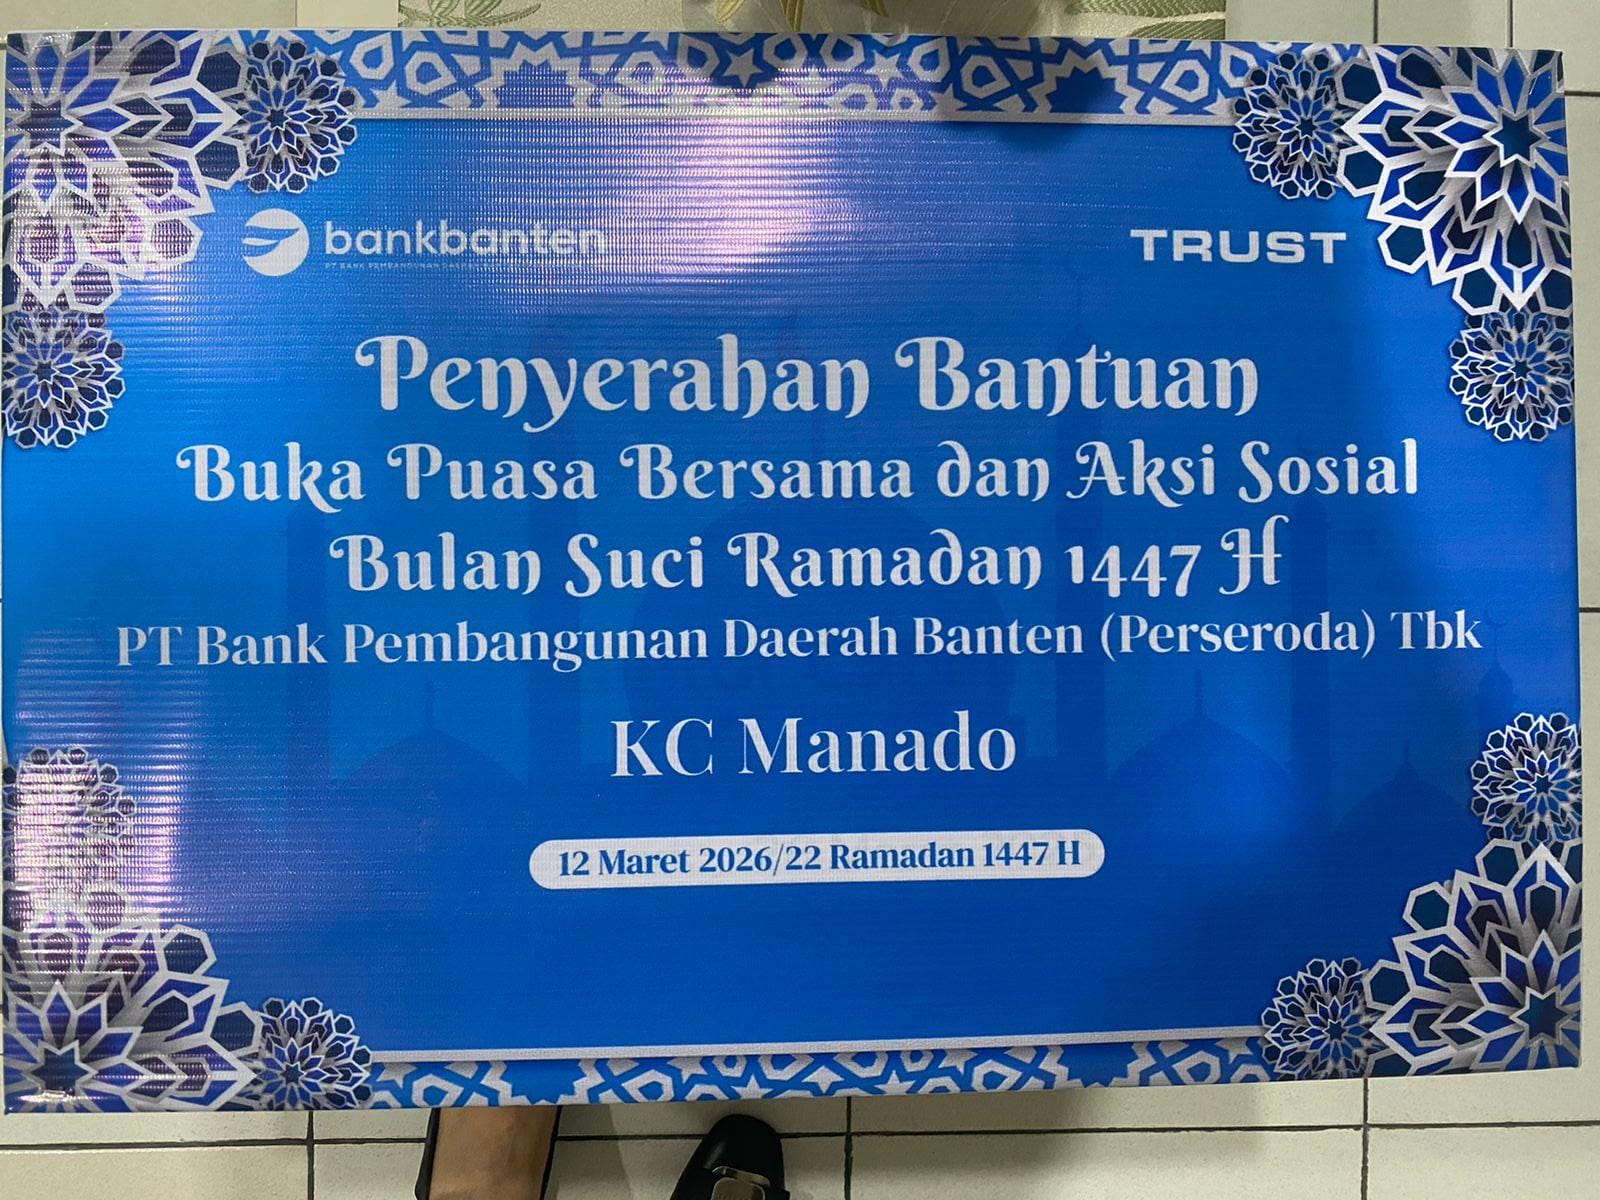 bankbanten
TRUST
Penyerahan Bantuan
Buka Puasa Bersama dan Aksi Sosial
Bulan Suci Ramadan 1447 H
PT Bank Pembangunan Daerah Banten (Perseroda) Tbk
KC Manado
12 Maret 2026/22 Ramadan 1447 H